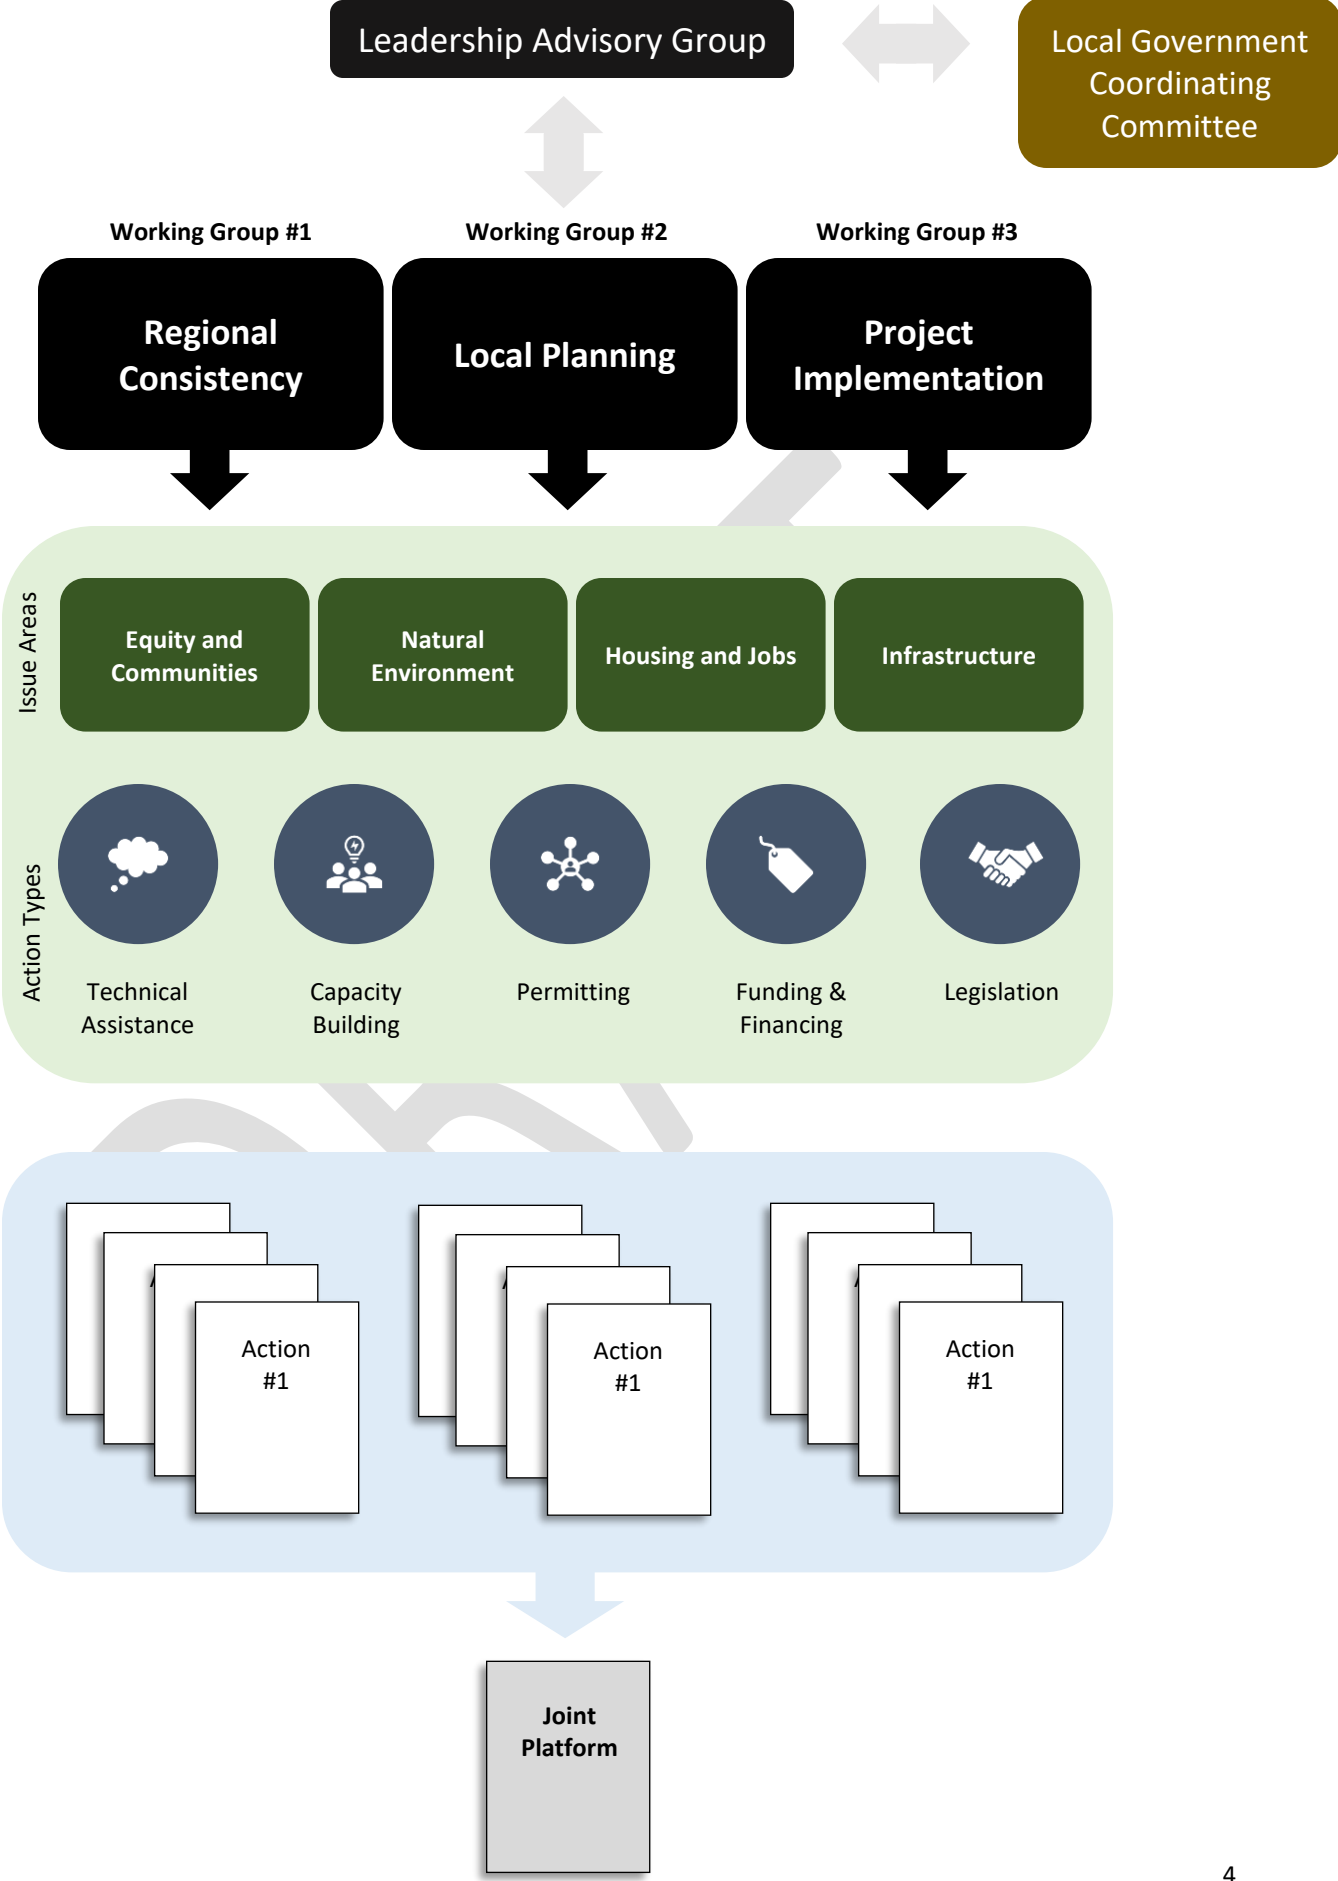 Leadership Advisory Group
Local Government
Coordinating
Committee
Working Group #1
Working Group #2
Working Group #3
Regional
Consistency
Local Planning
Project
Implementation
Issue Areas
Equity and
Communities
Natural
Environment
Housing and Jobs
Infrastructure
Action Types
Technical
Assistance
Capacity
Building
Permitting
Funding &
Financing
Legislation
Action
#1
Action
#1
Action
#1
Joint
Platform
4